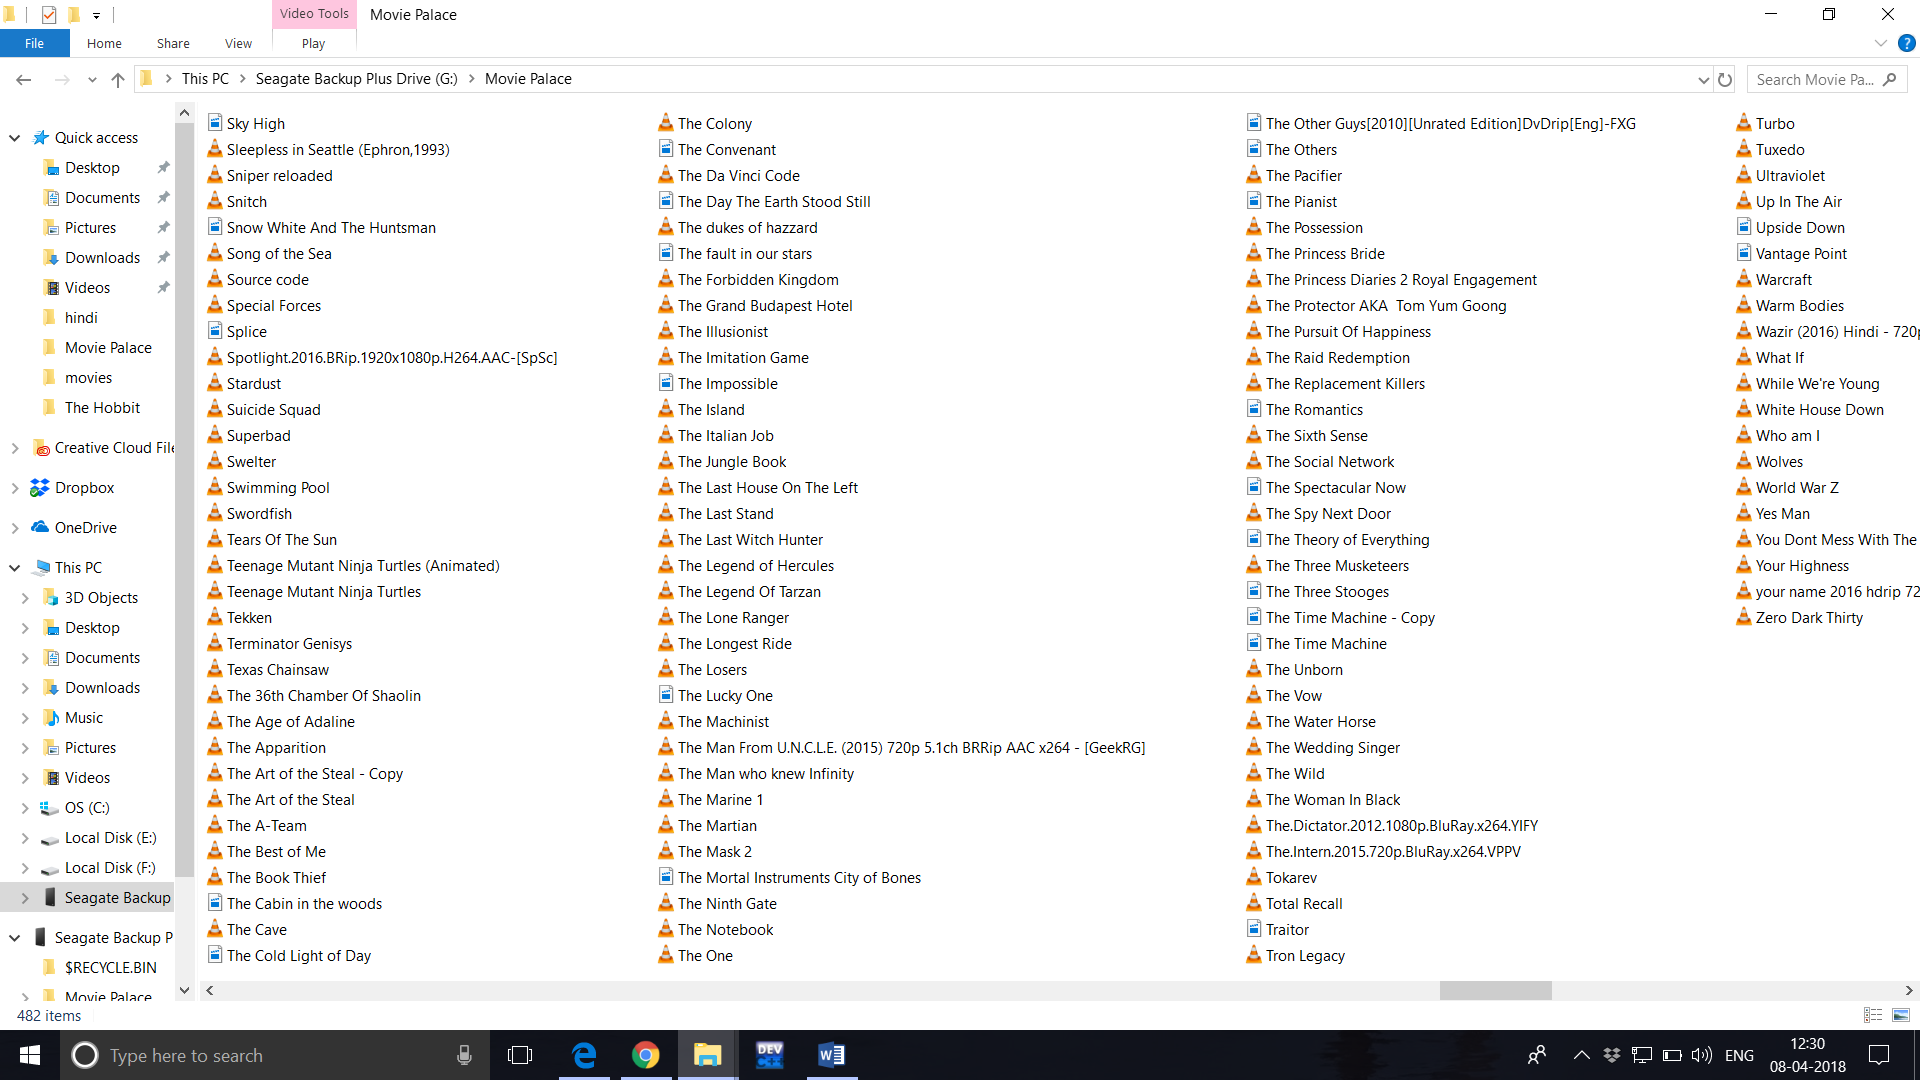 Video Tools
Movie Palace
File
Home
Share
View
Play
This PC
Seagate Backup Plus Drive (G:)
Movie Palace
Search Movie Pa...
Quick access
Desktop
Documents
Pictures
Downloads
Videos
hindi
Movie Palace
movies
The Hobbit
Creative Cloud File
Dropbox
OneDrive
This PC
3D Objects
Desktop
Documents
Downloads
Music
Pictures
Videos
OS (C:)
Local Disk (E:)
Local Disk (F:)
Seagate Backup
Seagate Backup P
$RECYCLE.BIN
Movie Palace
Sky High
Sleepless in Seattle (Ephron,1993)
Sniper reloaded
Snitch
Snow White And The Huntsman
Song of the Sea
Source code
Special Forces
Splice
Spotlight.2016.BRip.1920x1080p.H264.AAC-[SpSc]
Stardust
Suicide Squad
Superbad
Swelter
Swimming Pool
Swordfish
Tears Of The Sun
Teenage Mutant Ninja Turtles (Animated)
Teenage Mutant Ninja Turtles
Tekken
Terminator Genisys
Texas Chainsaw
The 36th Chamber Of Shaolin
The Age of Adaline
The Apparition
The Art of the Steal - Copy
The Art of the Steal
The A-Team
The Best of Me
The Book Thief
The Cabin in the woods
The Cave
The Cold Light of Day
The Colony
The Convenant
The Da Vinci Code
The Day The Earth Stood Still
The dukes of hazzard
The fault in our stars
The Forbidden Kingdom
The Grand Budapest Hotel
The Illusionist
The Imitation Game
The Impossible
The Island
The Italian Job
The Jungle Book
The Last House On The Left
The Last Stand
The Last Witch Hunter
The Legend of Hercules
The Legend Of Tarzan
The Lone Ranger
The Longest Ride
The Losers
The Lucky One
The Machinist
The Man From U.N.C.L.E. (2015) 720p 5.1ch BRRip AAC x264 - [GeekRG]
The Man who knew Infinity
The Marine 1
The Martian
The Mask 2
The Mortal Instruments City of Bones
The Ninth Gate
The Notebook
The One
The Other Guys[2010][Unrated Edition]DvDrip[Eng]-FXG
The Others
The Pacifier
The Pianist
The Possession
The Princess Bride
The Princess Diaries 2 Royal Engagement
The Protector AKA  Tom Yum Goong
The Pursuit Of Happiness
The Raid Redemption
The Replacement Killers
The Romantics
The Sixth Sense
The Social Network
The Spectacular Now
The Spy Next Door
The Theory of Everything
The Three Musketeers
The Three Stooges
The Time Machine - Copy
The Time Machine
The Unborn
The Vow
The Water Horse
The Wedding Singer
The Wild
The Woman In Black
The.Dictator.2012.1080p.BluRay.x264.YIFY
The.Intern.2015.720p.BluRay.x264.VPPV
Tokarev
Total Recall
Traitor
Tron Legacy
Turbo
Tuxedo
Ultraviolet
Up In The Air
Upside Down
Vantage Point
Warcraft
Warm Bodies
Wazir (2016) Hindi - 720p
What If
While We're Young
White House Down
Who am I
Wolves
World War Z
Yes Man
You Dont Mess With The
Your Highness
your name 2016 hdrip 72
Zero Dark Thirty
482 items
Type here to search
DEV
ENG
12:30
08-04-2018